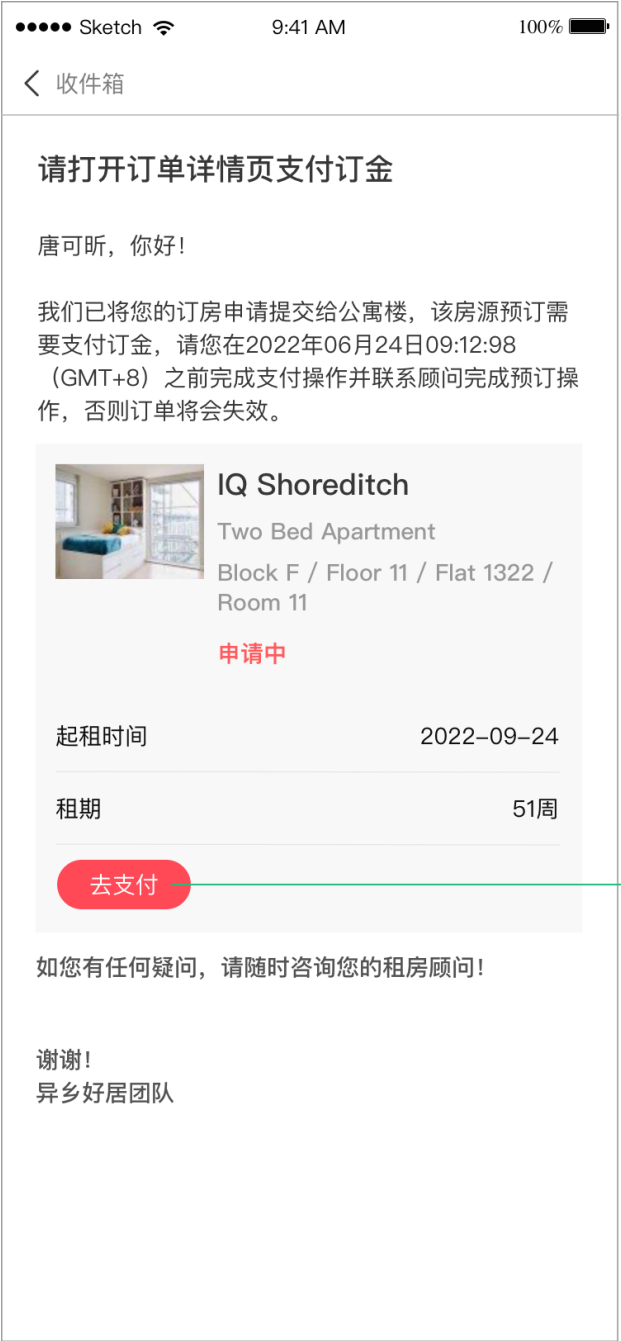 Sketch 9:41 AM 100%
收件箱
请打开订单详情页支付订金
唐可昕，你好！
我们已将您的订房申请提交给公寓楼，该房源预订需
要支付订金，请您在2022年06月24日09:12:98
（GMT+8）之前完成支付操作并联系顾问完成预订操
作，否则订单将会失效。
IQ Shoreditch
Two Bed Apartment
Block F / Floor 11 / Flat 1322 /
Room 11
申请中
起租时间 2022-09-24
租期 51周
去支付
如您有任何疑问，请随时咨询您的租房顾问！
谢谢！
异乡好居团队